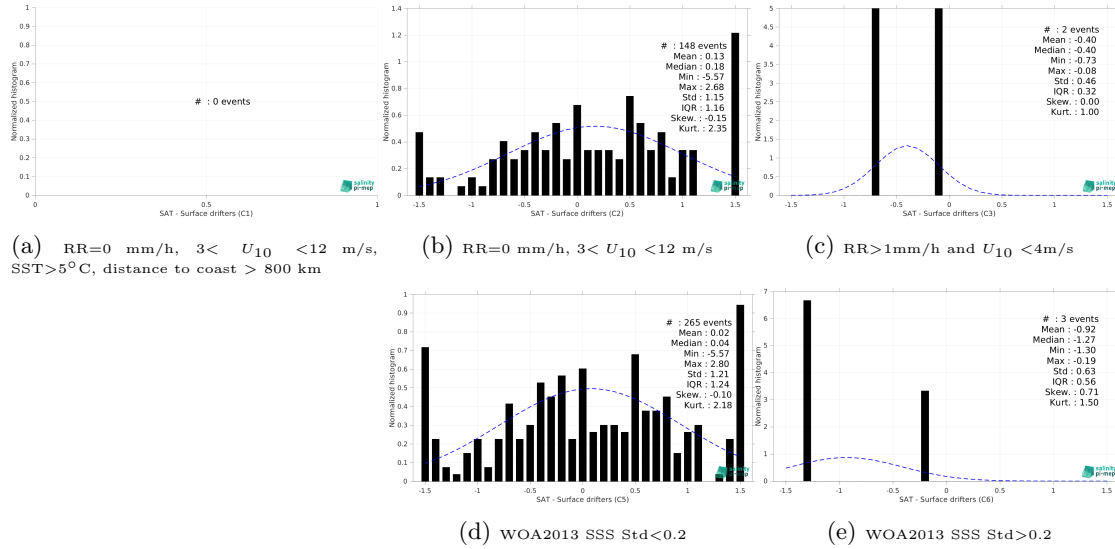 1
0.9
0.8
0.7
0.6
0.5
0.4
0.3
0.2
0.1
0
Normalized histogram
# : 0 events
salinity
pi-mep
0 0.5 1
SAT - Surface drifters (C1)
(a) RR=0 mm/h, 3< U10 <12 m/s,
SST>5°C, distance to coast > 800 km
1.4
1.2
1
0.8
0.6
0.4
0.2
0
Normalized histogram
# : 148 events
Mean : 0.13
Median : 0.18
Min : -5.57
Max : 2.68
Std : 1.15
IQR : 1.16
Skew. : -0.15
Kurt. : 2.35
salinity
pi-mep
-1.5 -1 -0.5 0 0.5 1 1.5
SAT - Surface drifters (C2)
(b) RR=0 mm/h, 3< U10 <12 m/s
5
4.5
4
3.5
3
2.5
2
1.5
1
0.5
0
Normalized histogram
# : 2 events
Mean : -0.40
Median : -0.40
Min : -0.73
Max : -0.08
Std : 0.46
IQR : 0.32
Skew. : 0.00
Kurt. : 1.00
salinity
pi-mep
-1.5 -1 -0.5 0 0.5 1 1.5
SAT - Surface drifters (C3)
(c) RR>1mm/h and U10 <4m/s
1
0.9
0.8
0.7
0.6
0.5
0.4
0.3
0.2
0.1
0
Normalized histogram
# : 265 events
Mean : 0.02
Median : 0.04
Min : -5.57
Max : 2.80
Std : 1.21
IQR : 1.24
Skew. : -0.10
Kurt. : 2.18
salinity
pi-mep
-1.5 -1 -0.5 0 0.5 1 1.5
SAT - Surface drifters (C5)
(d) WOA2013 SSS Std<0.2
7
6
5
4
3
2
1
0
Normalized histogram
# : 3 events
Mean : -0.92
Median : -1.27
Min : -1.30
Max : -0.19
Std : 0.63
IQR : 0.56
Skew. : 0.71
Kurt. : 1.50
salinity
pi-mep
-1.5 -1 -0.5 0 0.5 1 1.5
SAT - Surface drifters (C6)
(e) WOA2013 SSS Std>0.2